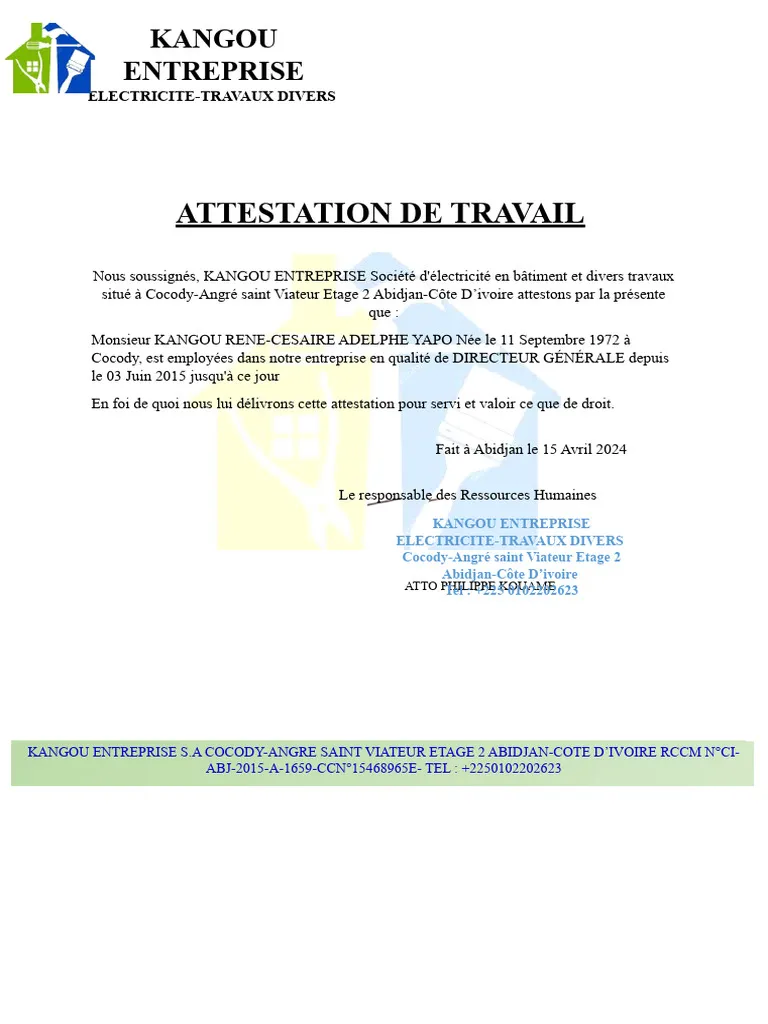 KANGOU
ENTREPRISE
ELECTRICITE-TRAVAUX DIVERS
ATTESTATION DE TRAVAIL
Nous soussignés, KANGOU ENTREPRISE Société d'électricité en bâtiment et divers travaux
situé à Cocody-Angré saint Viateur Etage 2 Abidjan-Côte D’ivoire attestons par la présente
que :
Monsieur KANGOU RENE-CESAIRE ADELPHE YAPO Née le 11 Septembre 1972 à
Cocody, est employées dans notre entreprise en qualité de DIRECTEUR GÉNÉRALE depuis
le 03 Juin 2015 jusqu'à ce jour
En foi de quoi nous lui délivrons cette attestation pour servi et valoir ce que de droit.
Fait à Abidjan le 15 Avril 2024
Le responsable des Ressources Humaines
KANGOU ENTREPRISE
ELECTRICITE-TRAVAUX DIVERS
Cocody-Angré saint Viateur Etage 2
Abidjan-Côte D’ivoire
ATTO PHILIPPE KOUAME
Tel : +225 0102202623
KANGOU ENTREPRISE S.A COCODY-ANGRE SAINT VIATEUR ETAGE 2 ABIDJAN-COTE D’IVOIRE RCCM N°CI-
ABJ-2015-A-1659-CCN°15468965E- TEL : +2250102202623